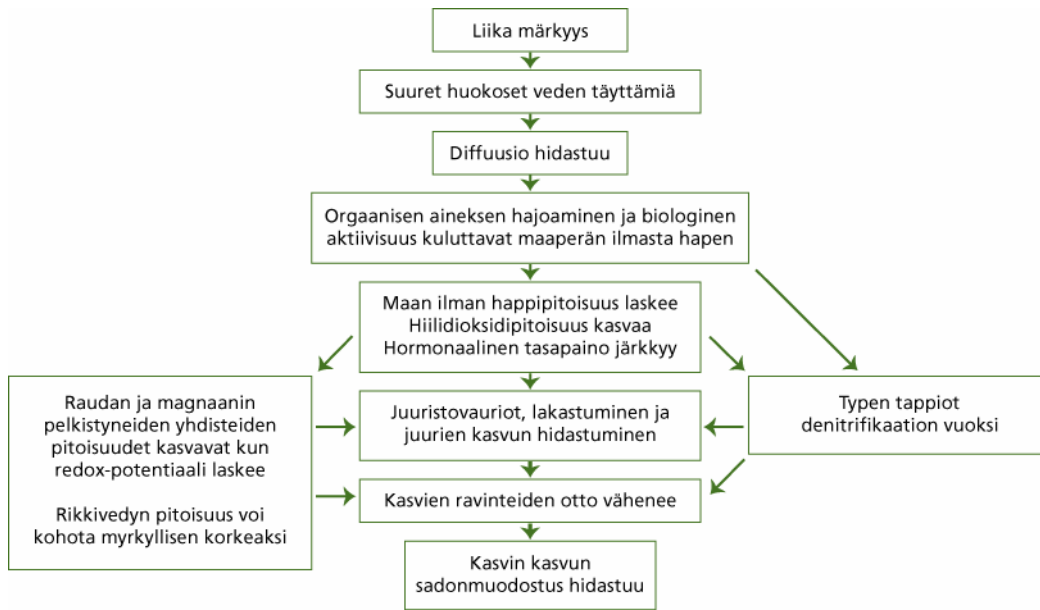 Liika märkyys
Suuret huokoset veden täyttämiä
Diffuusio hidastuu
Orgaanisen aineksen hajoaminen ja biologinen
aktiivisuus kuluttavat maaperän ilmasta hapen
Maan ilman happipitoisuus laskee
Hiilidioksidipitoisuus kasvaa
Hormonaalinen tasapaino järkkyy
Raudan ja magnaanin
pelkistyneiden yhdisteiden
pitoisuudet kasvavat kun
redox-potentiaali laskee
Rikkivedyn pitoisuus voi
kohota myrkyllisen korkeaksi
Juuristovauriot, lakastuminen ja
juurien kasvun hidastuminen
Typen tappiot
denitrifikaation vuoksi
Kasvien ravinteiden otto vähenee
Kasvin kasvun
sadonmuodostus hidastuu